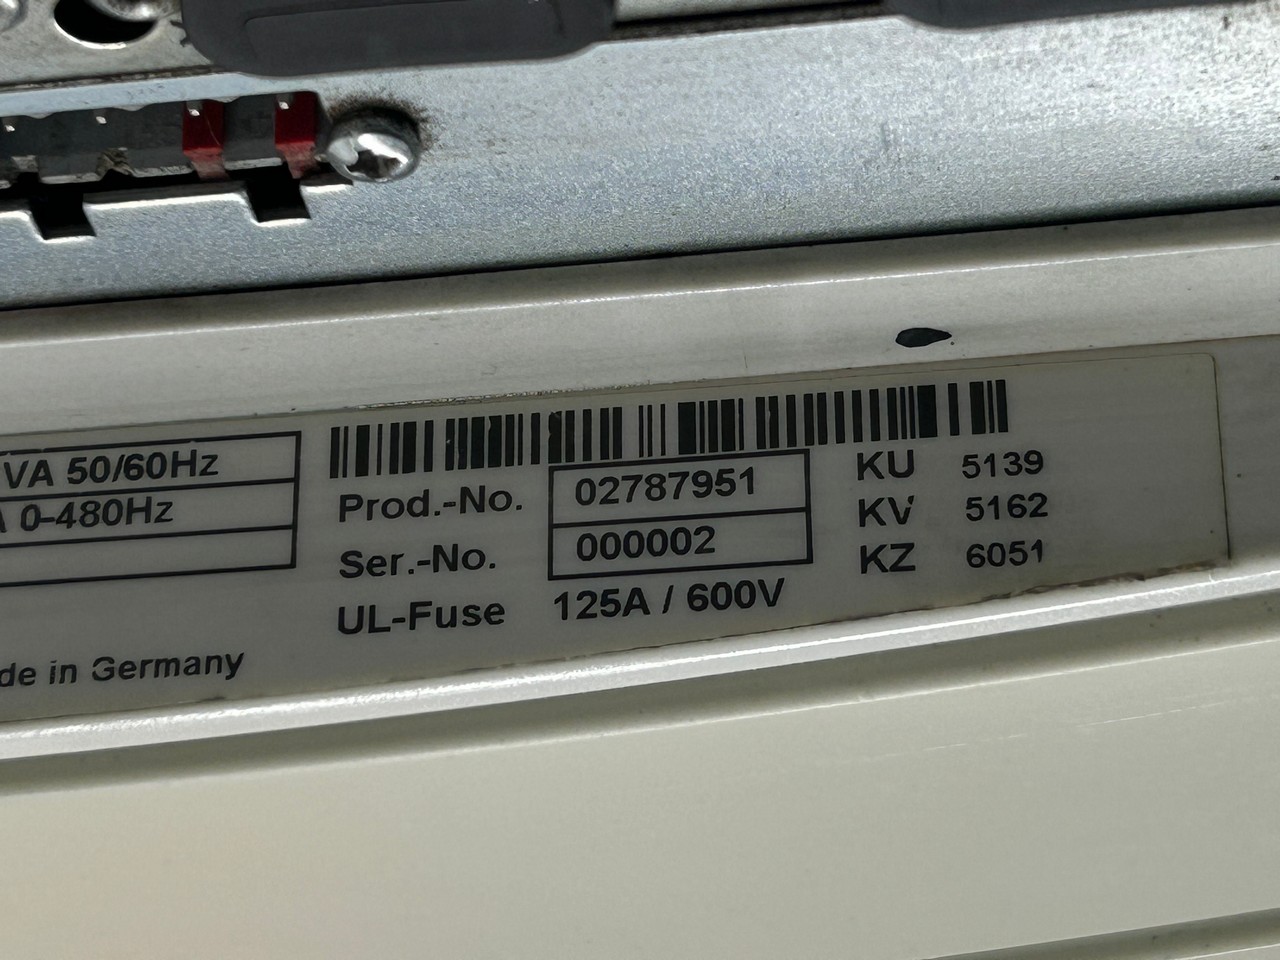 VA 50/60Hz
A 0-480Hz
de in Germany
Prod.-No. 02787951
Ser.-No. 000002
UL-Fuse 125A / 600V
KU 5139
KV 5162
KZ 6051